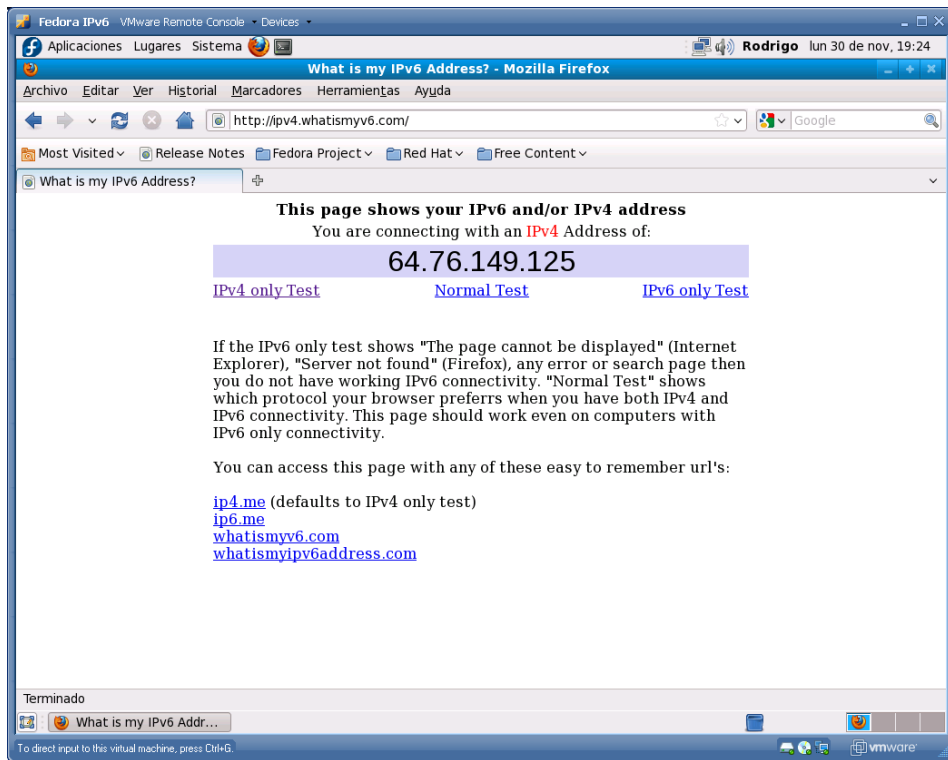 Fedora IPv6 VMware Remote Console Devices
Aplicaciones Lugares Sistema Rodrigo lun 30 de nov, 19:24
What is my IPv6 Address? - Mozilla Firefox
Archivo Editar Ver Historial Marcadores Herramientas Ayuda
http://ipv4.whatismyv6.com/ Google
Most Visited Release Notes Fedora Project Red Hat Free Content
What is my IPv6 Address?
This page shows your IPv6 and/or IPv4 address
You are connecting with an IPv4 Address of:
64.76.149.125
IPv4 only Test Normal Test IPv6 only Test
If the IPv6 only test shows "The page cannot be displayed" (Internet
Explorer), "Server not found" (Firefox), any error or search page then
you do not have working IPv6 connectivity. "Normal Test" shows
which protocol your browser preferrs when you have both IPv4 and
IPv6 connectivity. This page should work even on computers with
IPv6 only connectivity.
You can access this page with any of these easy to remember url's:
ip4.me (defaults to IPv4 only test)
ip6.me
whatismyv6.com
whatismyipv6address.com
Terminado
What is my IPv6 Addr...
To direct input to this virtual machine, press Ctrl+G. vmware